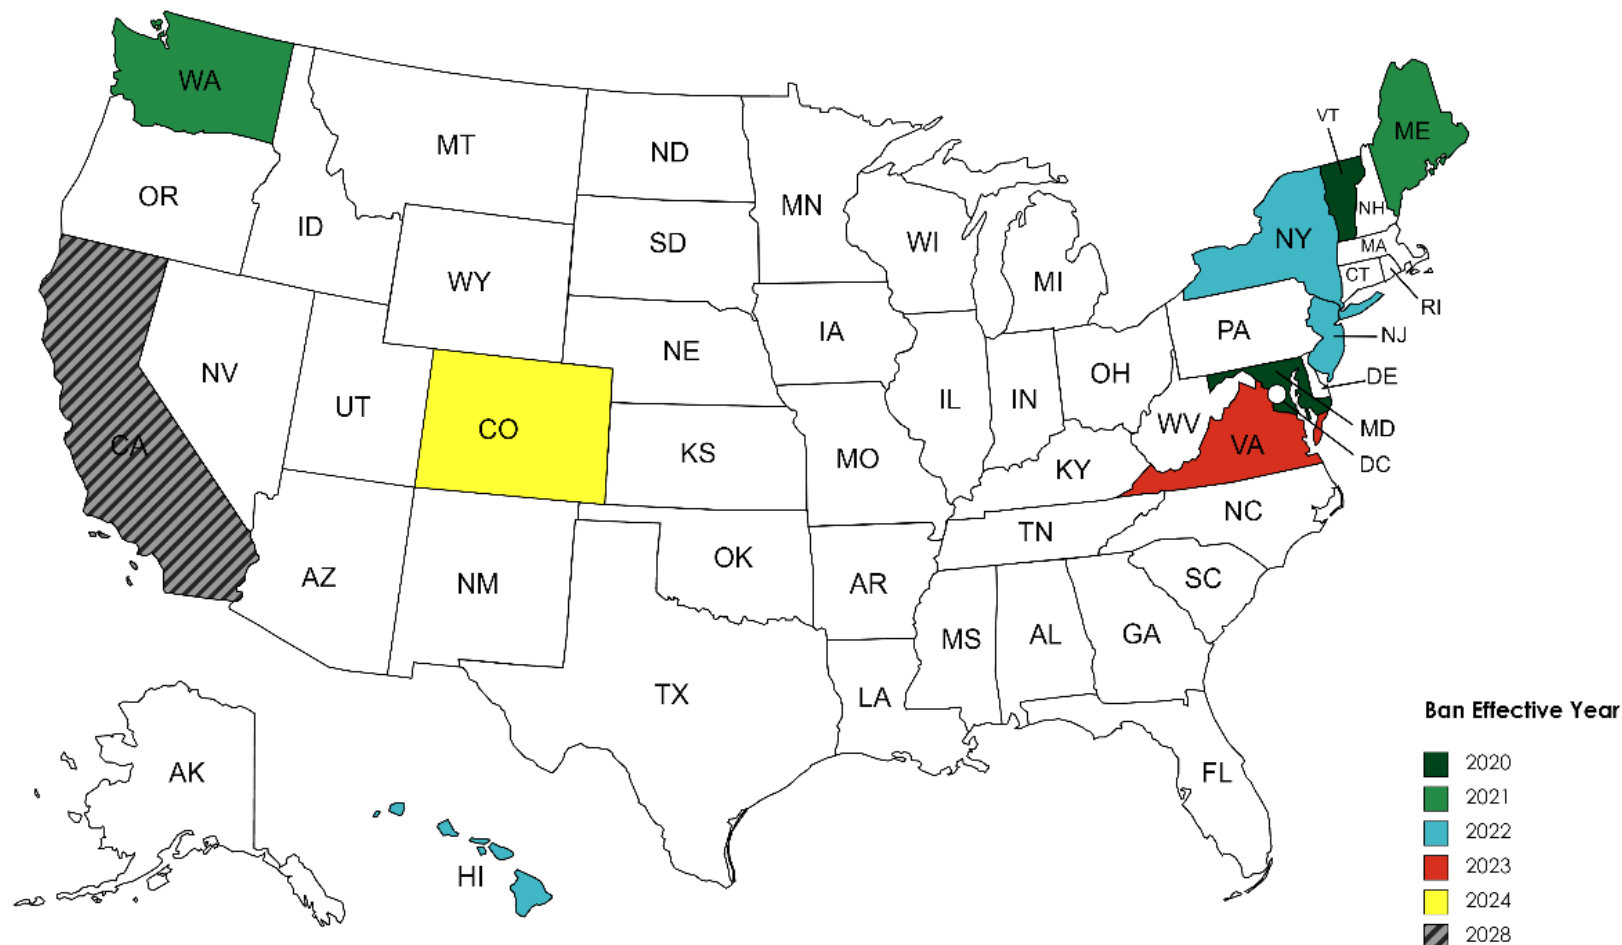 WA
MT
ND
MN
VT
ME
OR
ID
SD
WI
NH
NY
MA
WY
MI
CT
RI
IA
PA
NJ
NE
NV
OH
DE
UT
IL
IN
CO
WV
MD
CA
KS
MO
VA
DC
KY
NC
TN
OK
AZ
NM
AR
SC
MS
AL
GA
TX
LA
AK
FL
HI
Ban Effective Year
2020
2021
2022
2023
2024
2028